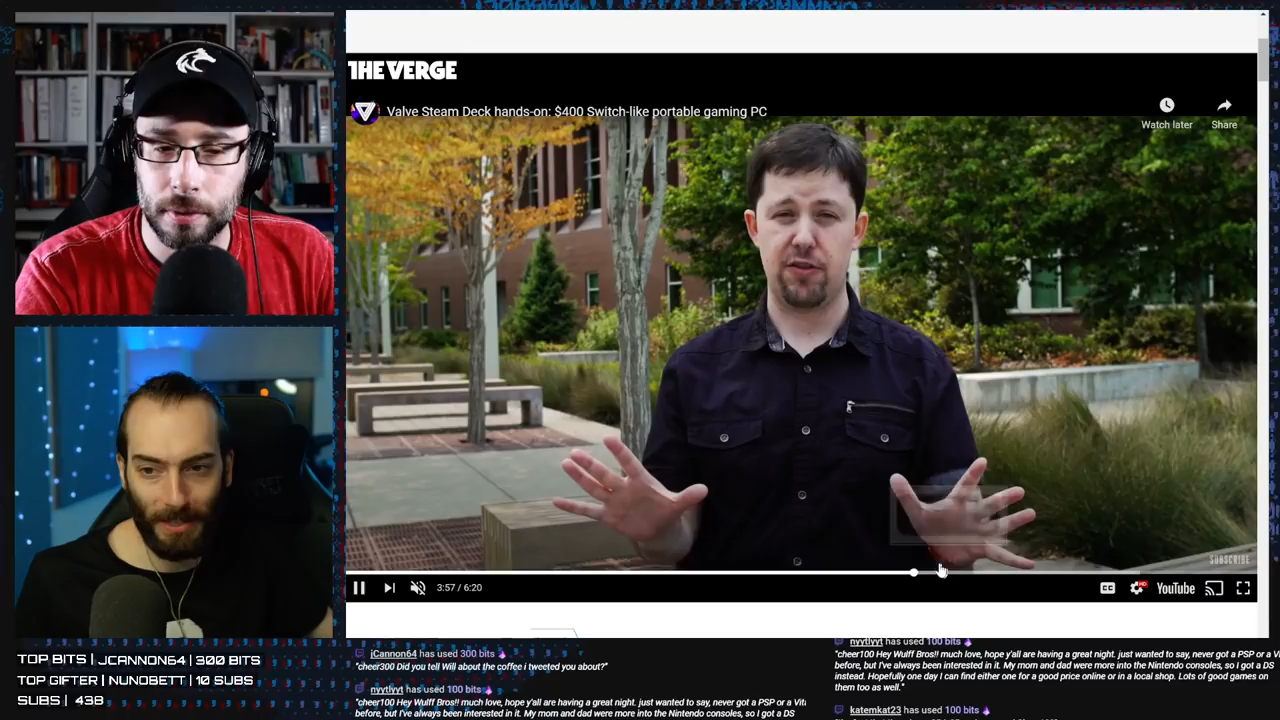 THE VERGE
Valve Steam Deck hands-on: $400 Switch-like portable gaming PC
Watch later
Share
SUBSCRIBE
3:57 / 6:20
CC
HD
YouTube
TOP BITS | JCANNON64 | 300 BITS
TOP GIFTER | NUNOBETT | 10 SUBS
SUBS | 438
jCannon64 has used 300 bits
"cheer300 Did you tell Will about the coffee i tweeted you about?"
nyytlyyt has used 100 bits
"cheer100 Hey Wulff Bros!! much love, hope y'all are having a great night. just wanted to say, never got a PSP or a
before, but I've always been interested in it. My mom and dad were more into the Nintendo consoles, so I got a DS
nyytlyyt has used 100 bits
"cheer100 Hey Wulff Bros!! much love, hope y'all are having a great night. just wanted to say, never got a PSP or a
before, but I've always been interested in it. My mom and dad were more into the Nintendo consoles, so I got a DS
instead. Hopefully one day I can find either one for a good price online or in a local shop. Lots of good games on
them too as well."
katemkat23 has used 100 bits